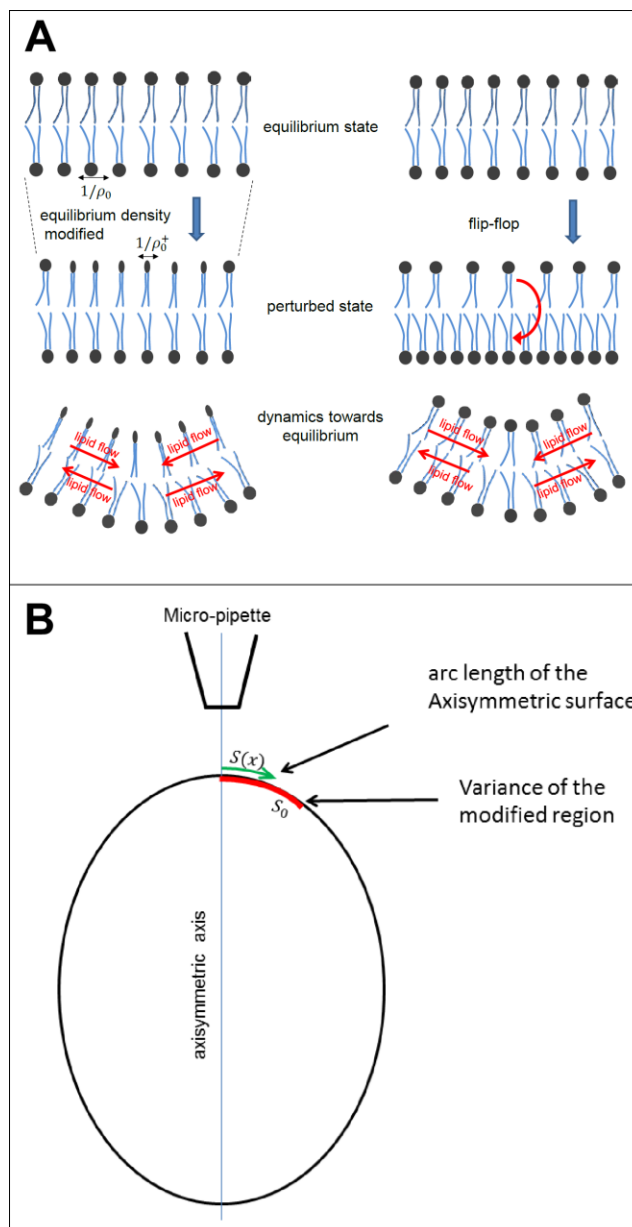 A
equilibrium state
1/ρ₀
equilibrium density
modified
flip-flop
1/ρ₀⁺
perturbed state
dynamics towards
equilibrium
lipid flow
lipid flow
lipid flow
lipid flow
lipid flow
lipid flow
lipid flow
lipid flow
B
Micro-pipette
arc length of the
Axisymmetric surface
S(x)
Variance of the
modified region
S₀
axisymmetric axis